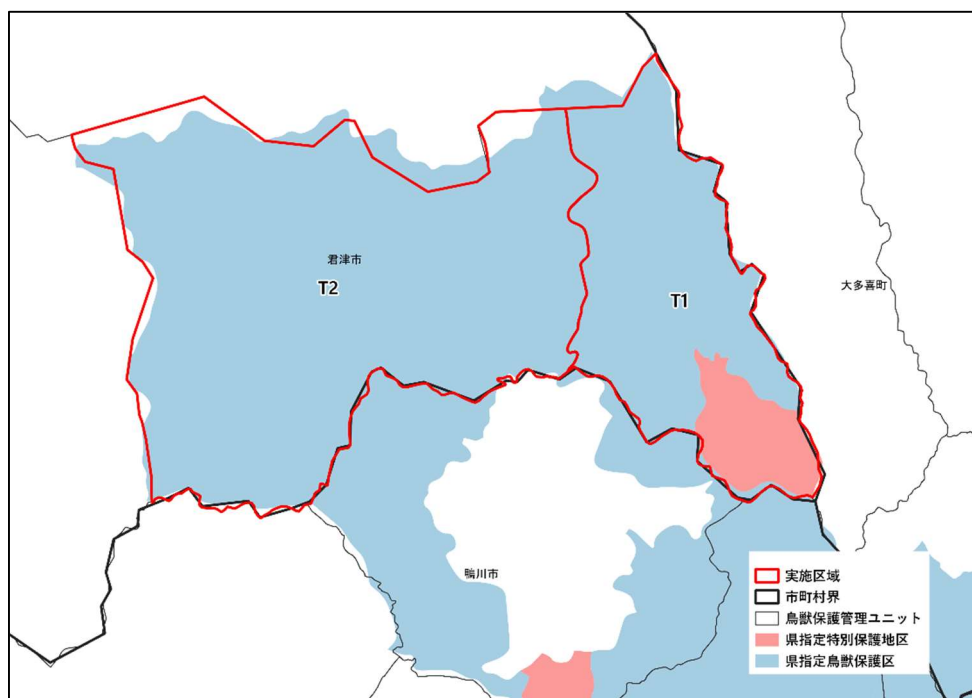 君津市
T2
T1
大多喜町
鴨川市
実施区域
市町村界
鳥獣保護管理ユニット
県指定特別保護地区
県指定鳥獣保護区